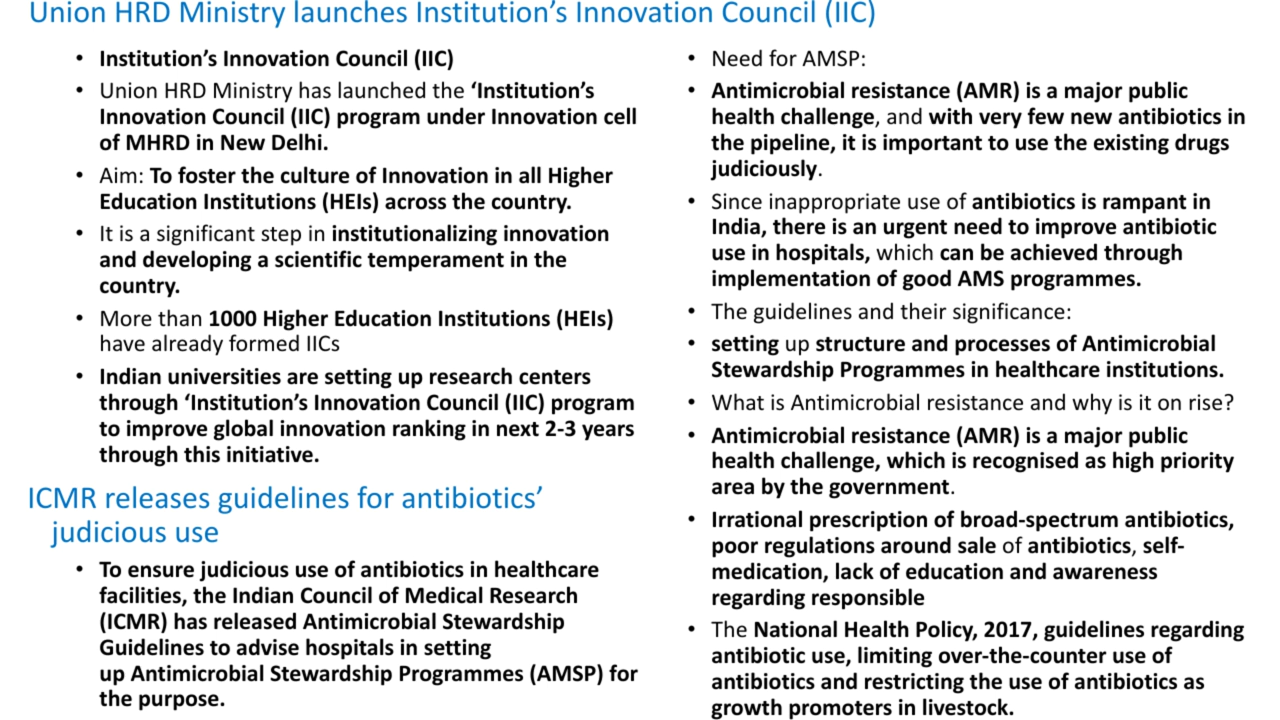 Union HRD Ministry launches Institution’s Innovation Council (IIC)
• Institution’s Innovation Council (IIC)
• Union HRD Ministry has launched the ‘Institution’s
Innovation Council (IIC) program under Innovation cell
of MHRD in New Delhi.
• Aim: To foster the culture of Innovation in all Higher
Education Institutions (HEIs) across the country.
• It is a significant step in institutionalizing innovation
and developing a scientific temperament in the
country.
• More than 1000 Higher Education Institutions (HEIs)
have already formed IICs
• Indian universities are setting up research centers
through ‘Institution’s Innovation Council (IIC) program
to improve global innovation ranking in next 2-3 years
through this initiative.
ICMR releases guidelines for antibiotics’
judicious use
• To ensure judicious use of antibiotics in healthcare
facilities, the Indian Council of Medical Research
(ICMR) has released Antimicrobial Stewardship
Guidelines to advise hospitals in setting
up Antimicrobial Stewardship Programmes (AMSP) for
the purpose.
• Need for AMSP:
• Antimicrobial resistance (AMR) is a major public
health challenge, and with very few new antibiotics in
the pipeline, it is important to use the existing drugs
judiciously.
• Since inappropriate use of antibiotics is rampant in
India, there is an urgent need to improve antibiotic
use in hospitals, which can be achieved through
implementation of good AMS programmes.
• The guidelines and their significance:
• setting up structure and processes of Antimicrobial
Stewardship Programmes in healthcare institutions.
• What is Antimicrobial resistance and why is it on rise?
• Antimicrobial resistance (AMR) is a major public
health challenge, which is recognised as high priority
area by the government.
• Irrational prescription of broad-spectrum antibiotics,
poor regulations around sale of antibiotics, self-
medication, lack of education and awareness
regarding responsible
• The National Health Policy, 2017, guidelines regarding
antibiotic use, limiting over-the-counter use of
antibiotics and restricting the use of antibiotics as
growth promoters in livestock.